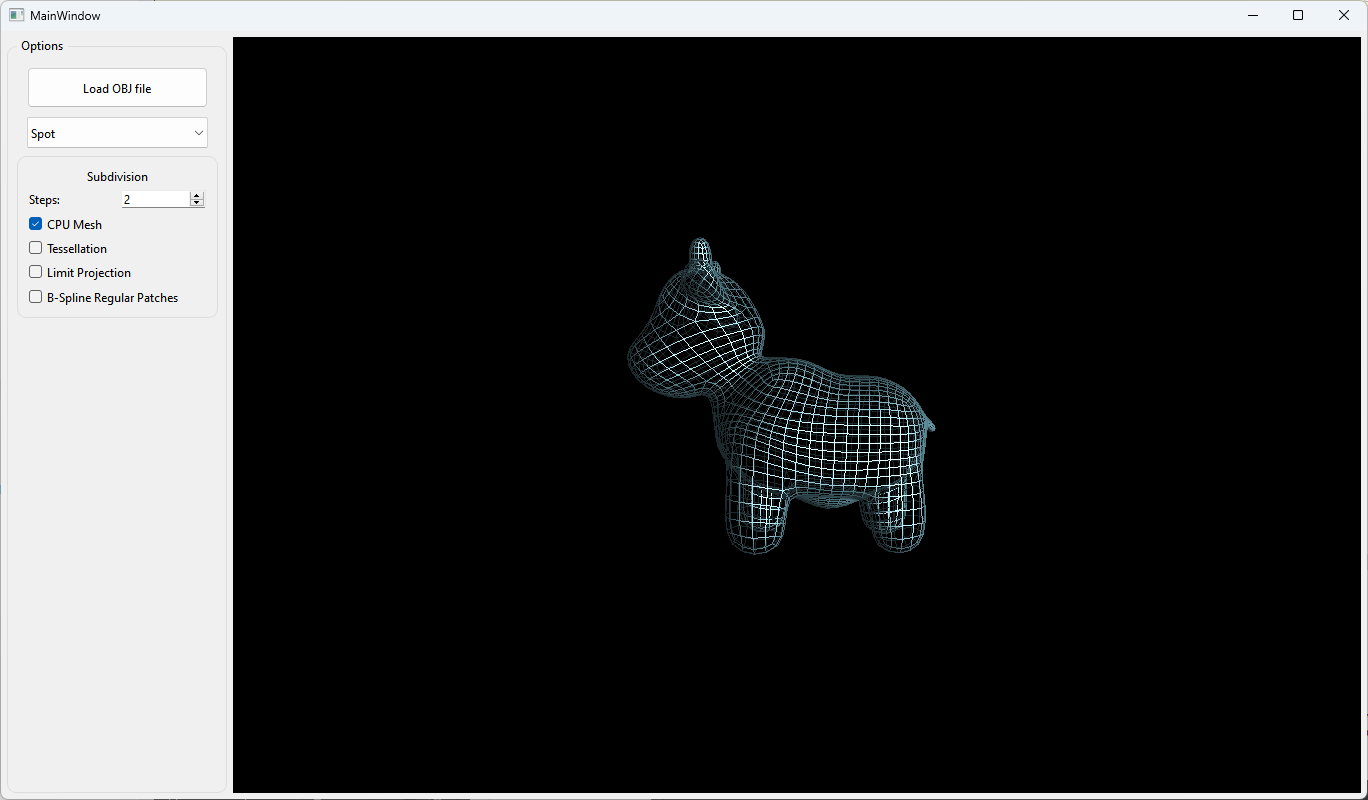 MainWindow
Options
Load OBJ file
Spot
Subdivision
Steps: 2
CPU Mesh
Tessellation
Limit Projection
B-Spline Regular Patches